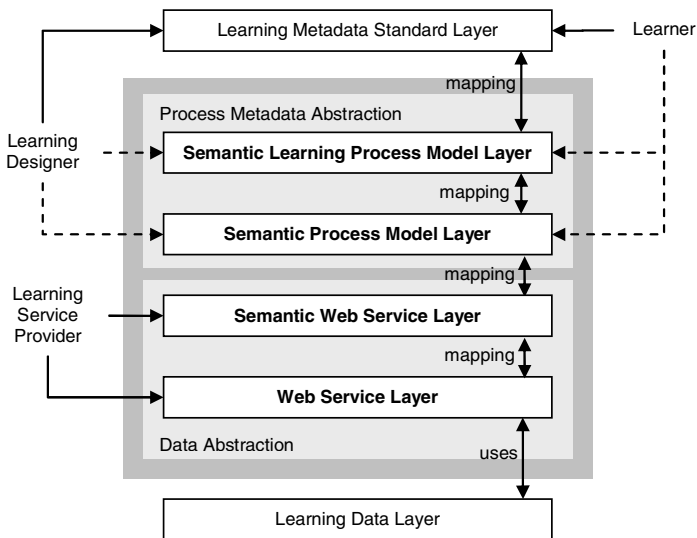 Learning Metadata Standard Layer
Learner
mapping
Process Metadata Abstraction
Learning
Designer
Semantic Learning Process Model Layer
mapping
Semantic Process Model Layer
mapping
Learning
Service
Provider
Semantic Web Service Layer
mapping
Web Service Layer
Data Abstraction
uses
Learning Data Layer